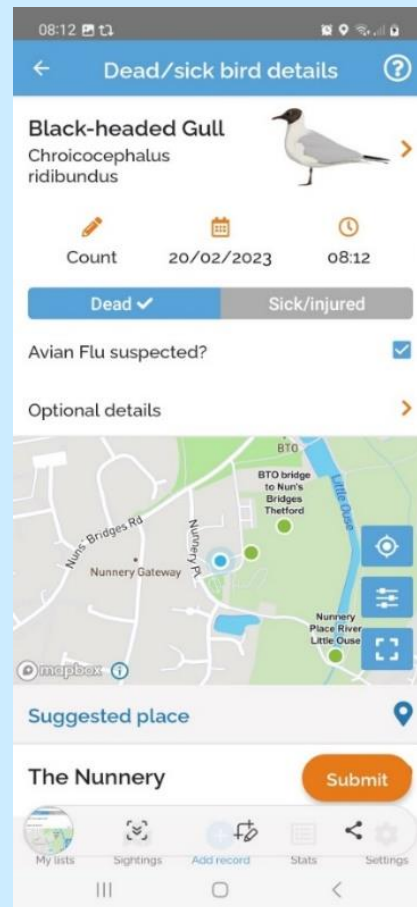 08:12
Dead/sick bird details
?
Black-headed Gull
Chroicocephalus
ridibundus
Count
20/02/2023
08:12
Dead ✓
Sick/injured
Avian Flu suspected?
Optional details
BTO
BTO bridge
to Nun's
Bridges
Thetford
Little Ouse
Nuns' Bridges Rd
Nunnery Pl
Nunnery Gateway
Nunnery
Place River
Little Ouse
mapbox
i
Suggested place
The Nunnery
Submit
My lists
Sightings
Add record
Stats
Settings